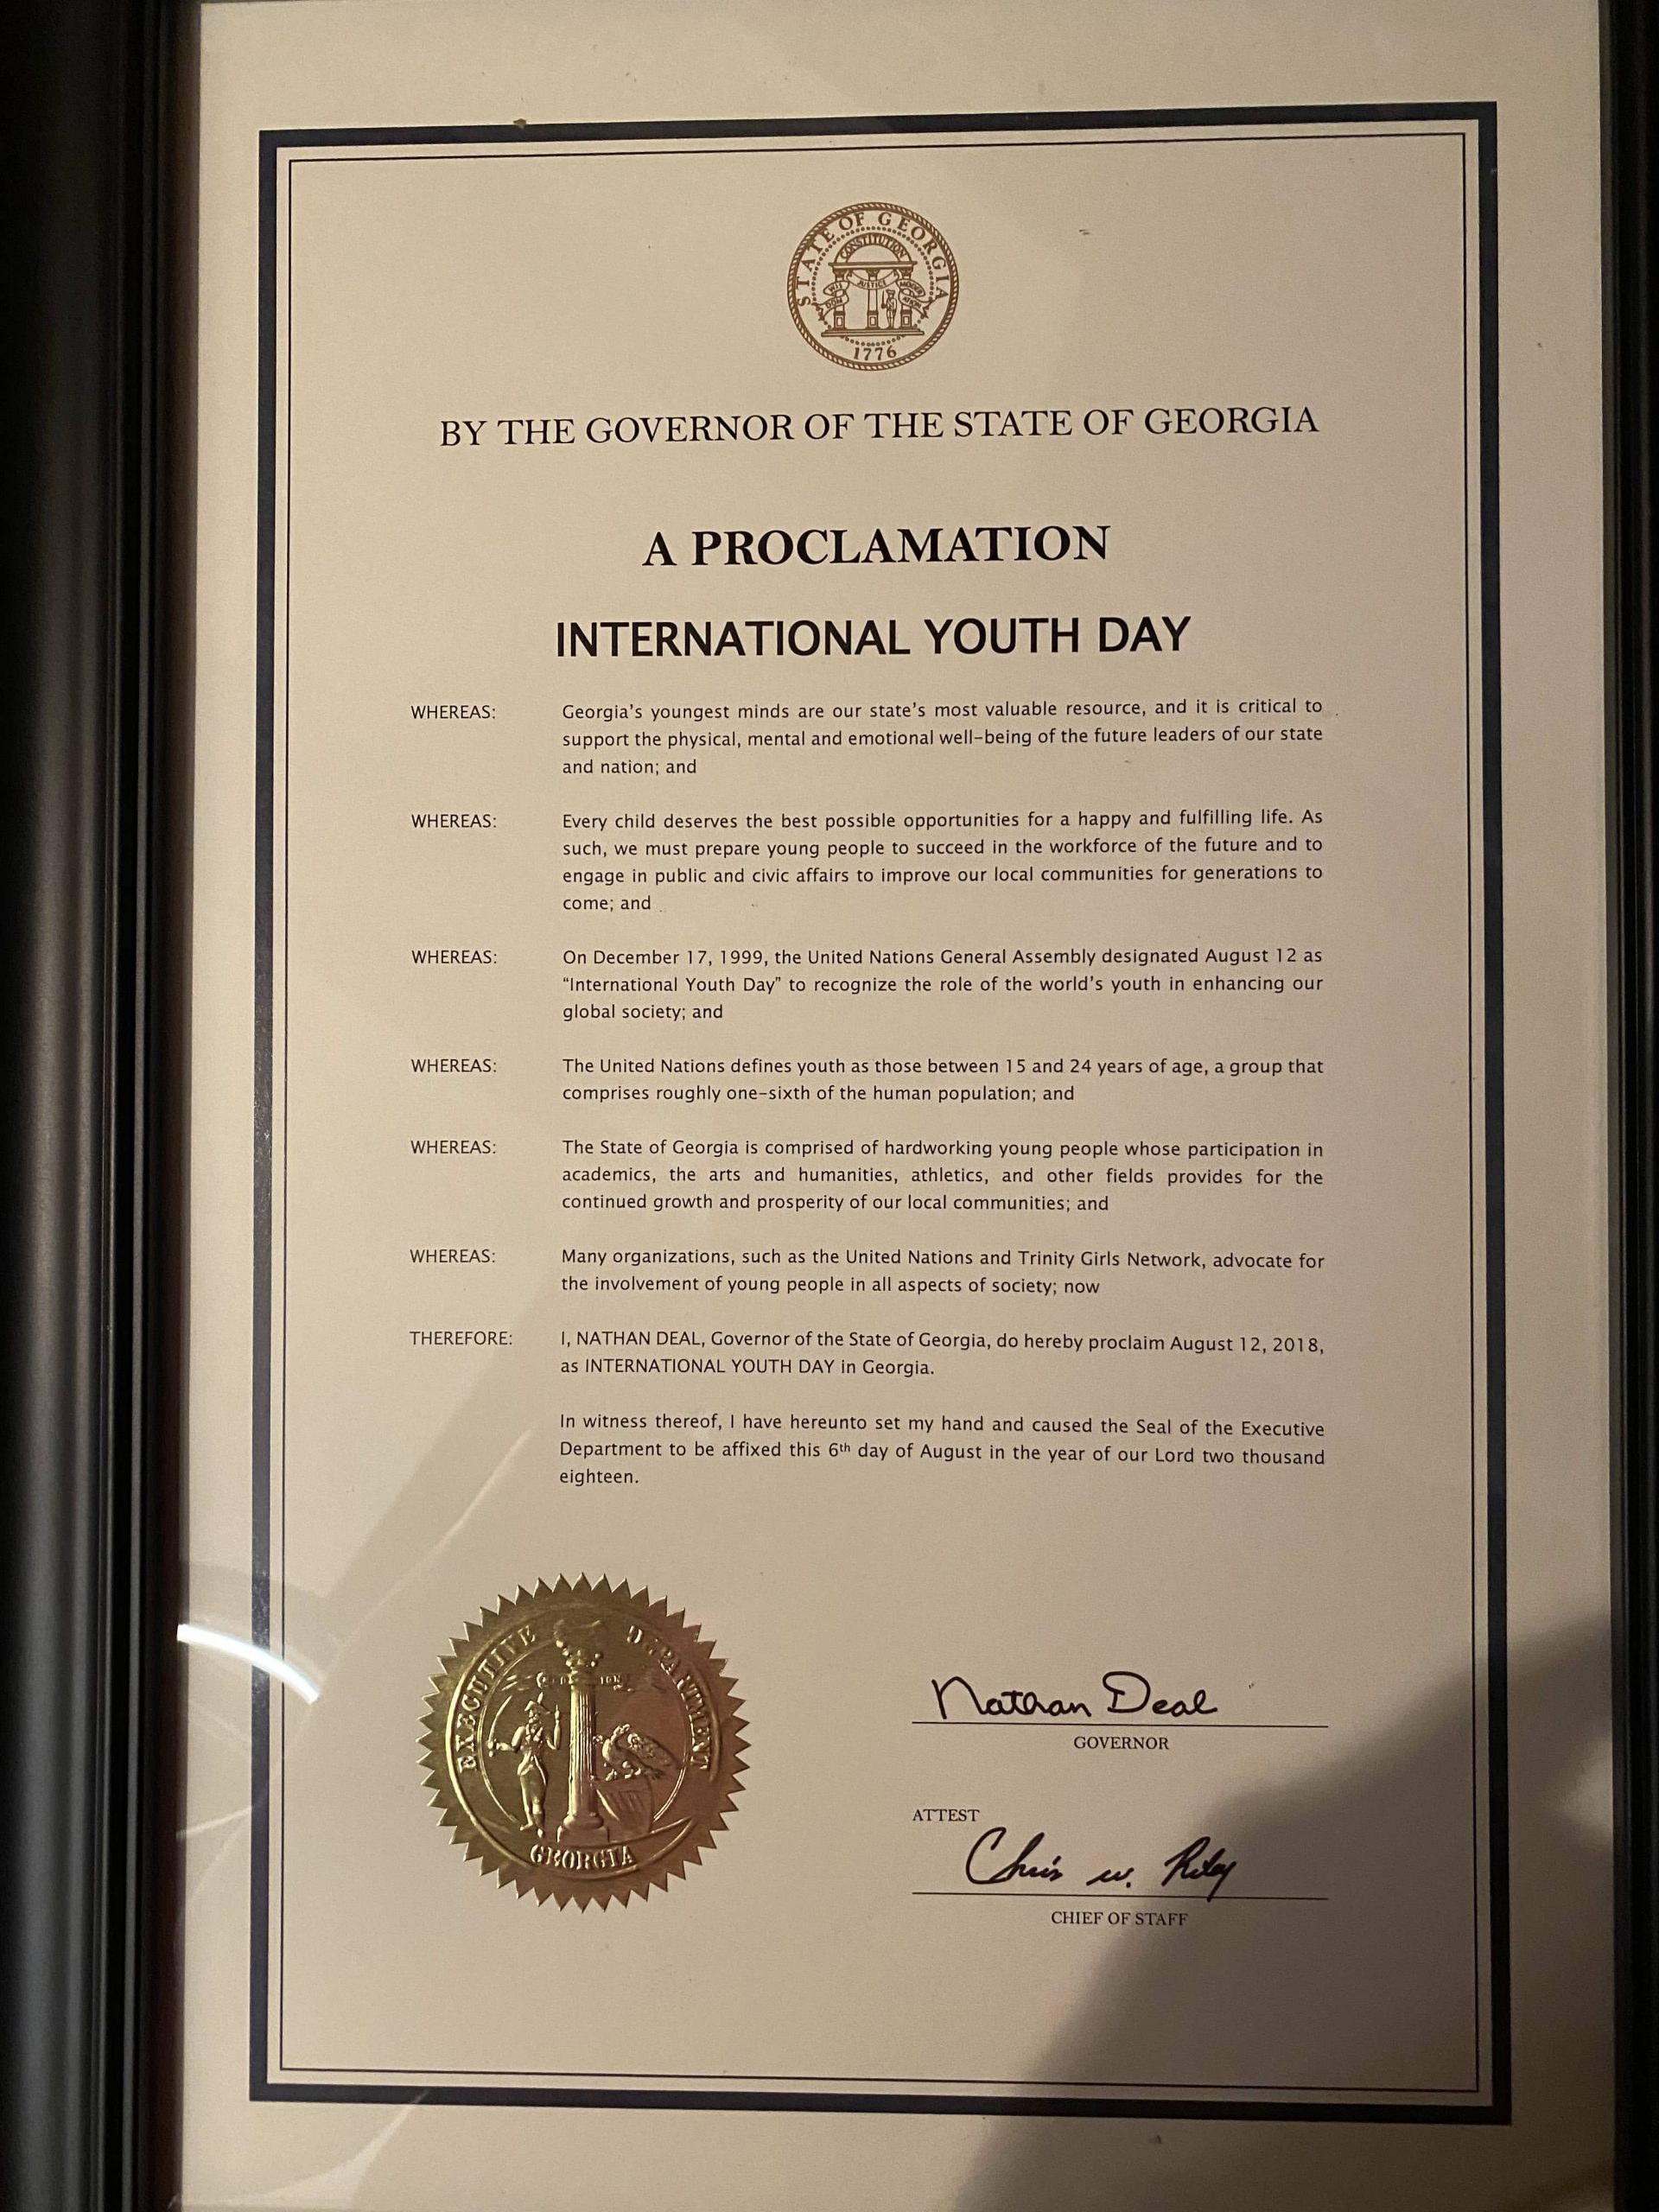 STATE OF GEORGIA
CONSTITUTION
WISDOM JUSTICE MODERATION
1776
BY THE GOVERNOR OF THE STATE OF GEORGIA
A PROCLAMATION
INTERNATIONAL YOUTH DAY
WHEREAS: Georgia's youngest minds are our state's most valuable resource, and it is critical to
support the physical, mental and emotional well-being of the future leaders of our state
and nation; and
WHEREAS: Every child deserves the best possible opportunities for a happy and fulfilling life. As
such, we must prepare young people to succeed in the workforce of the future and to
engage in public and civic affairs to improve our local communities for generations to
come; and
WHEREAS: On December 17, 1999, the United Nations General Assembly designated August 12 as
“International Youth Day” to recognize the role of the world's youth in enhancing our
global society; and
WHEREAS: The United Nations defines youth as those between 15 and 24 years of age, a group that
comprises roughly one-sixth of the human population; and
WHEREAS: The State of Georgia is comprised of hardworking young people whose participation in
academics, the arts and humanities, athletics, and other fields provides for the
continued growth and prosperity of our local communities; and
WHEREAS: Many organizations, such as the United Nations and Trinity Girls Network, advocate for
the involvement of young people in all aspects of society; now
THEREFORE: I, NATHAN DEAL, Governor of the State of Georgia, do hereby proclaim August 12, 2018,
as INTERNATIONAL YOUTH DAY in Georgia.
In witness thereof, I have hereunto set my hand and caused the Seal of the Executive
Department to be affixed this 6th day of August in the year of our Lord two thousand
eighteen.
EXECUTIVE DEPARTMENT
GEORGIA
Nathan Deal
GOVERNOR
ATTEST
Chris W. Riley
CHIEF OF STAFF